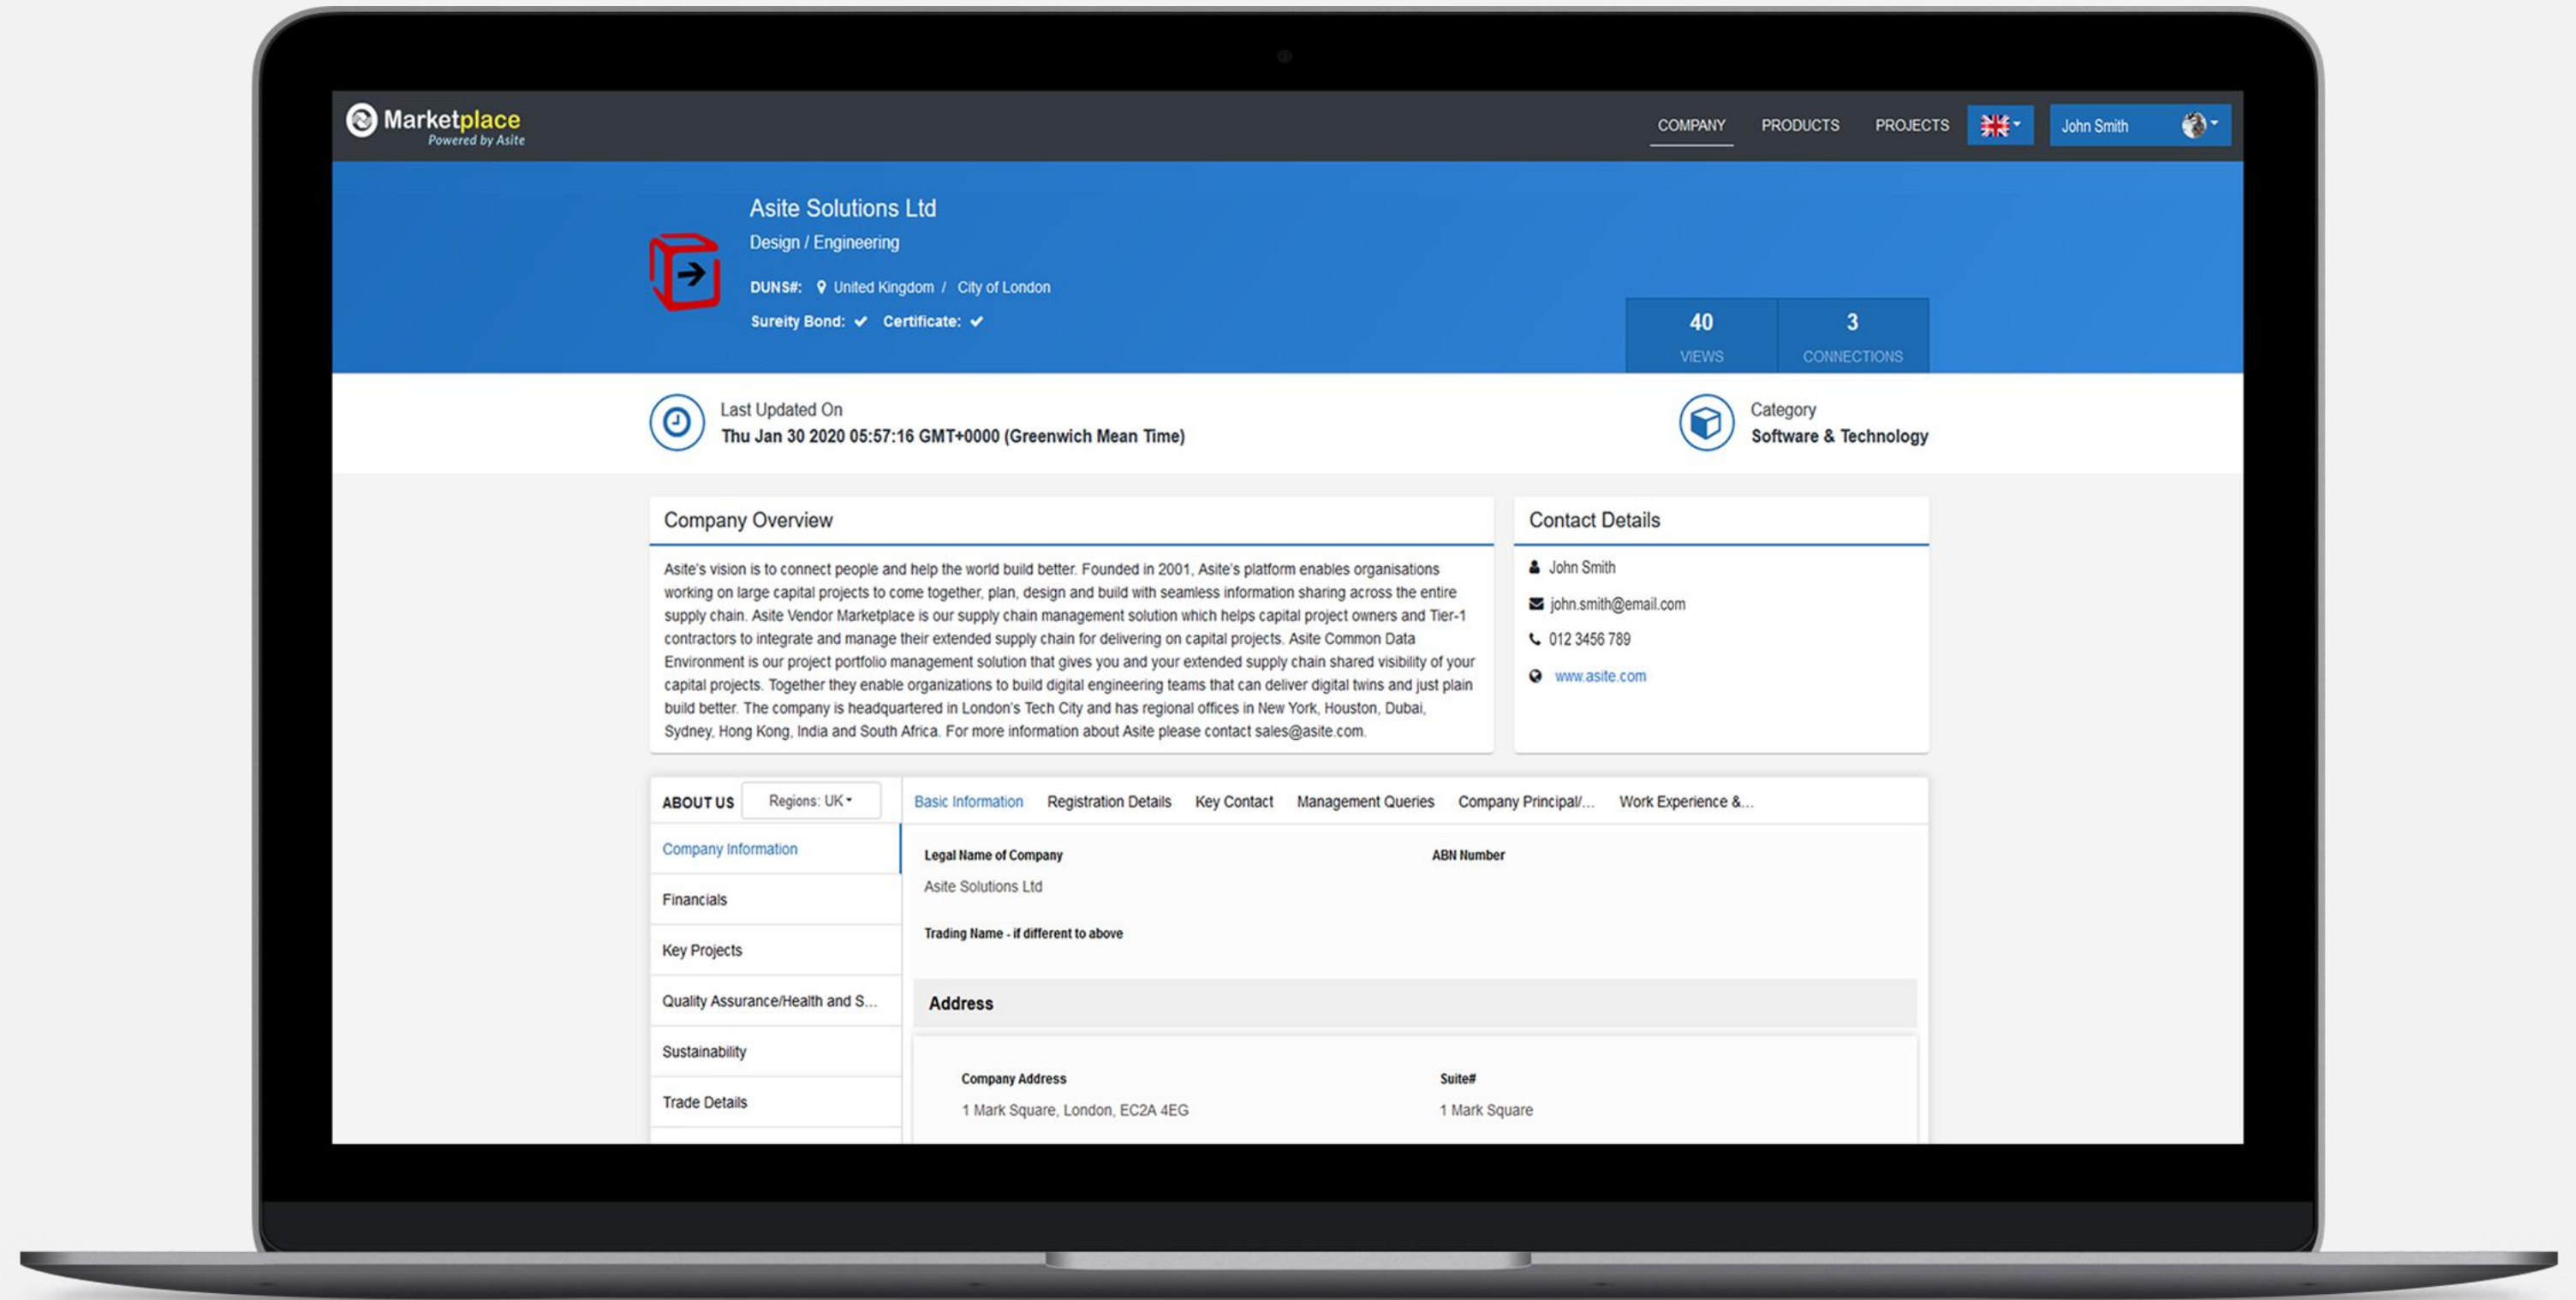 Marketplace
Powered by Asite
COMPANY PRODUCTS PROJECTS John Smith
Asite Solutions Ltd
Design / Engineering
DUNS#: United Kingdom / City of London
Sureity Bond: Certificate:
40 3
VIEWS CONNECTIONS
Last Updated On
Thu Jan 30 2020 05:57:16 GMT+0000 (Greenwich Mean Time)
Category
Software & Technology
Company Overview
Asite's vision is to connect people and help the world build better. Founded in 2001, Asite's platform enables organisations
working on large capital projects to come together, plan, design and build with seamless information sharing across the entire
supply chain. Asite Vendor Marketplace is our supply chain management solution which helps capital project owners and Tier-1
contractors to integrate and manage their extended supply chain for delivering on capital projects. Asite Common Data
Environment is our project portfolio management solution that gives you and your extended supply chain shared visibility of your
capital projects. Together they enable organizations to build digital engineering teams that can deliver digital twins and just plain
build better. The company is headquartered in London's Tech City and has regional offices in New York, Houston, Dubai,
Sydney, Hong Kong, India and South Africa. For more information about Asite please contact sales@asite.com.
Contact Details
John Smith
john.smith@email.com
012 3456 789
www.asite.com
ABOUT US Regions: UK
Company Information
Financials
Key Projects
Quality Assurance/Health and S...
Sustainability
Trade Details
Basic Information Registration Details Key Contact Management Queries Company Principal/... Work Experience &...
Legal Name of Company ABN Number
Asite Solutions Ltd
Trading Name - if different to above
Address
Company Address Suite#
1 Mark Square, London, EC2A 4EG 1 Mark Square